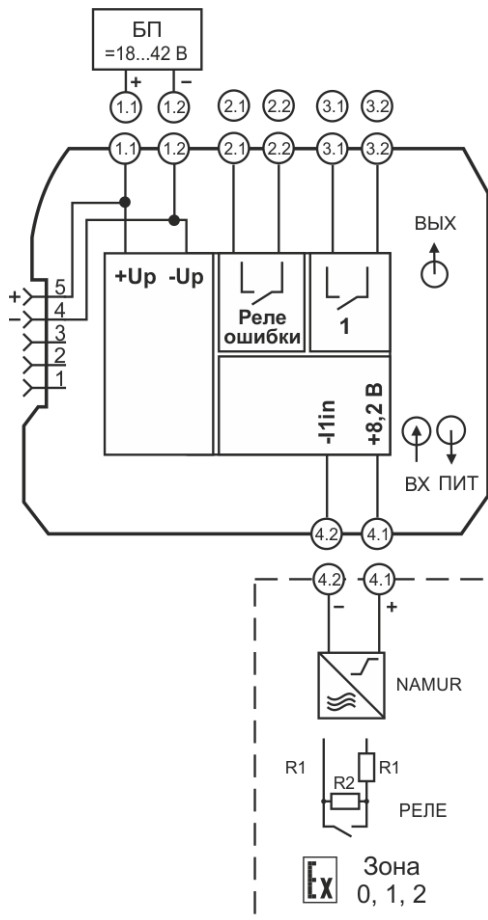 БП
=18...42 В
+ −
1.1 1.2 2.1 2.2 3.1 3.2
1.1 1.2 2.1 2.2 3.1 3.2
ВЫХ
+Up -Up
Реле
ошибки
1
+ 5
− 4
3
2
1
-I1in
+8,2 В
ВХ ПИТ
4.2 4.1
4.2 4.1
− +
NAMUR
R1 R1
R2
РЕЛЕ
Ex
Зона
0, 1, 2